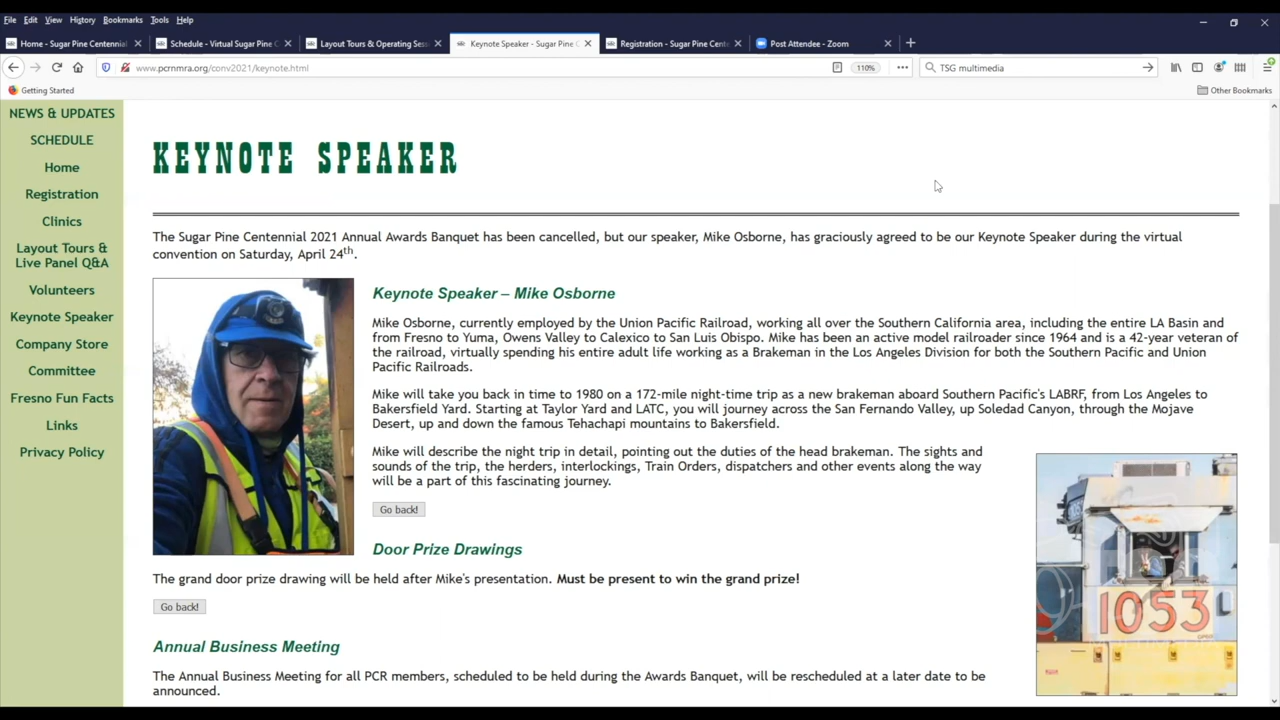 File Edit View History Bookmarks Tools Help
Home - Sugar Pine Centennial
Schedule - Virtual Sugar Pine C
Layout Tours & Operating Ses
Keynote Speaker - Sugar Pine C
Registration - Sugar Pine Cent
Post Attendee - Zoom
www.pcrnmra.org/conv2021/keynote.html
110%
TSG multimedia
Getting Started
Other Bookmarks
NEWS & UPDATES
SCHEDULE
Home
Registration
Clinics
Layout Tours &
Live Panel Q&A
Volunteers
Keynote Speaker
Company Store
Committee
Fresno Fun Facts
Links
Privacy Policy
KEYNOTE SPEAKER
The Sugar Pine Centennial 2021 Annual Awards Banquet has been cancelled, but our speaker, Mike Osborne, has graciously agreed to be our Keynote Speaker during the virtual
convention on Saturday, April 24th.
Keynote Speaker – Mike Osborne
Mike Osborne, currently employed by the Union Pacific Railroad, working all over the Southern California area, including the entire LA Basin and
from Fresno to Yuma, Owens Valley to Calexico to San Luis Obispo. Mike has been an active model railroader since 1964 and is a 42-year veteran of
the railroad, virtually spending his entire adult life working as a Brakeman in the Los Angeles Division for both the Southern Pacific and Union
Pacific Railroads.
Mike will take you back in time to 1980 on a 172-mile night-time trip as a new brakeman aboard Southern Pacific's LABRF, from Los Angeles to
Bakersfield Yard. Starting at Taylor Yard and LATC, you will journey across the San Fernando Valley, up Soledad Canyon, through the Mojave
Desert, up and down the famous Tehachapi mountains to Bakersfield.
Mike will describe the night trip in detail, pointing out the duties of the head brakeman. The sights and
sounds of the trip, the herders, interlockings, Train Orders, dispatchers and other events along the way
will be a part of this fascinating journey.
Go back!
1053
Door Prize Drawings
The grand door prize drawing will be held after Mike's presentation. Must be present to win the grand prize!
Go back!
Annual Business Meeting
The Annual Business Meeting for all PCR members, scheduled to be held during the Awards Banquet, will be rescheduled at a later date to be
announced.